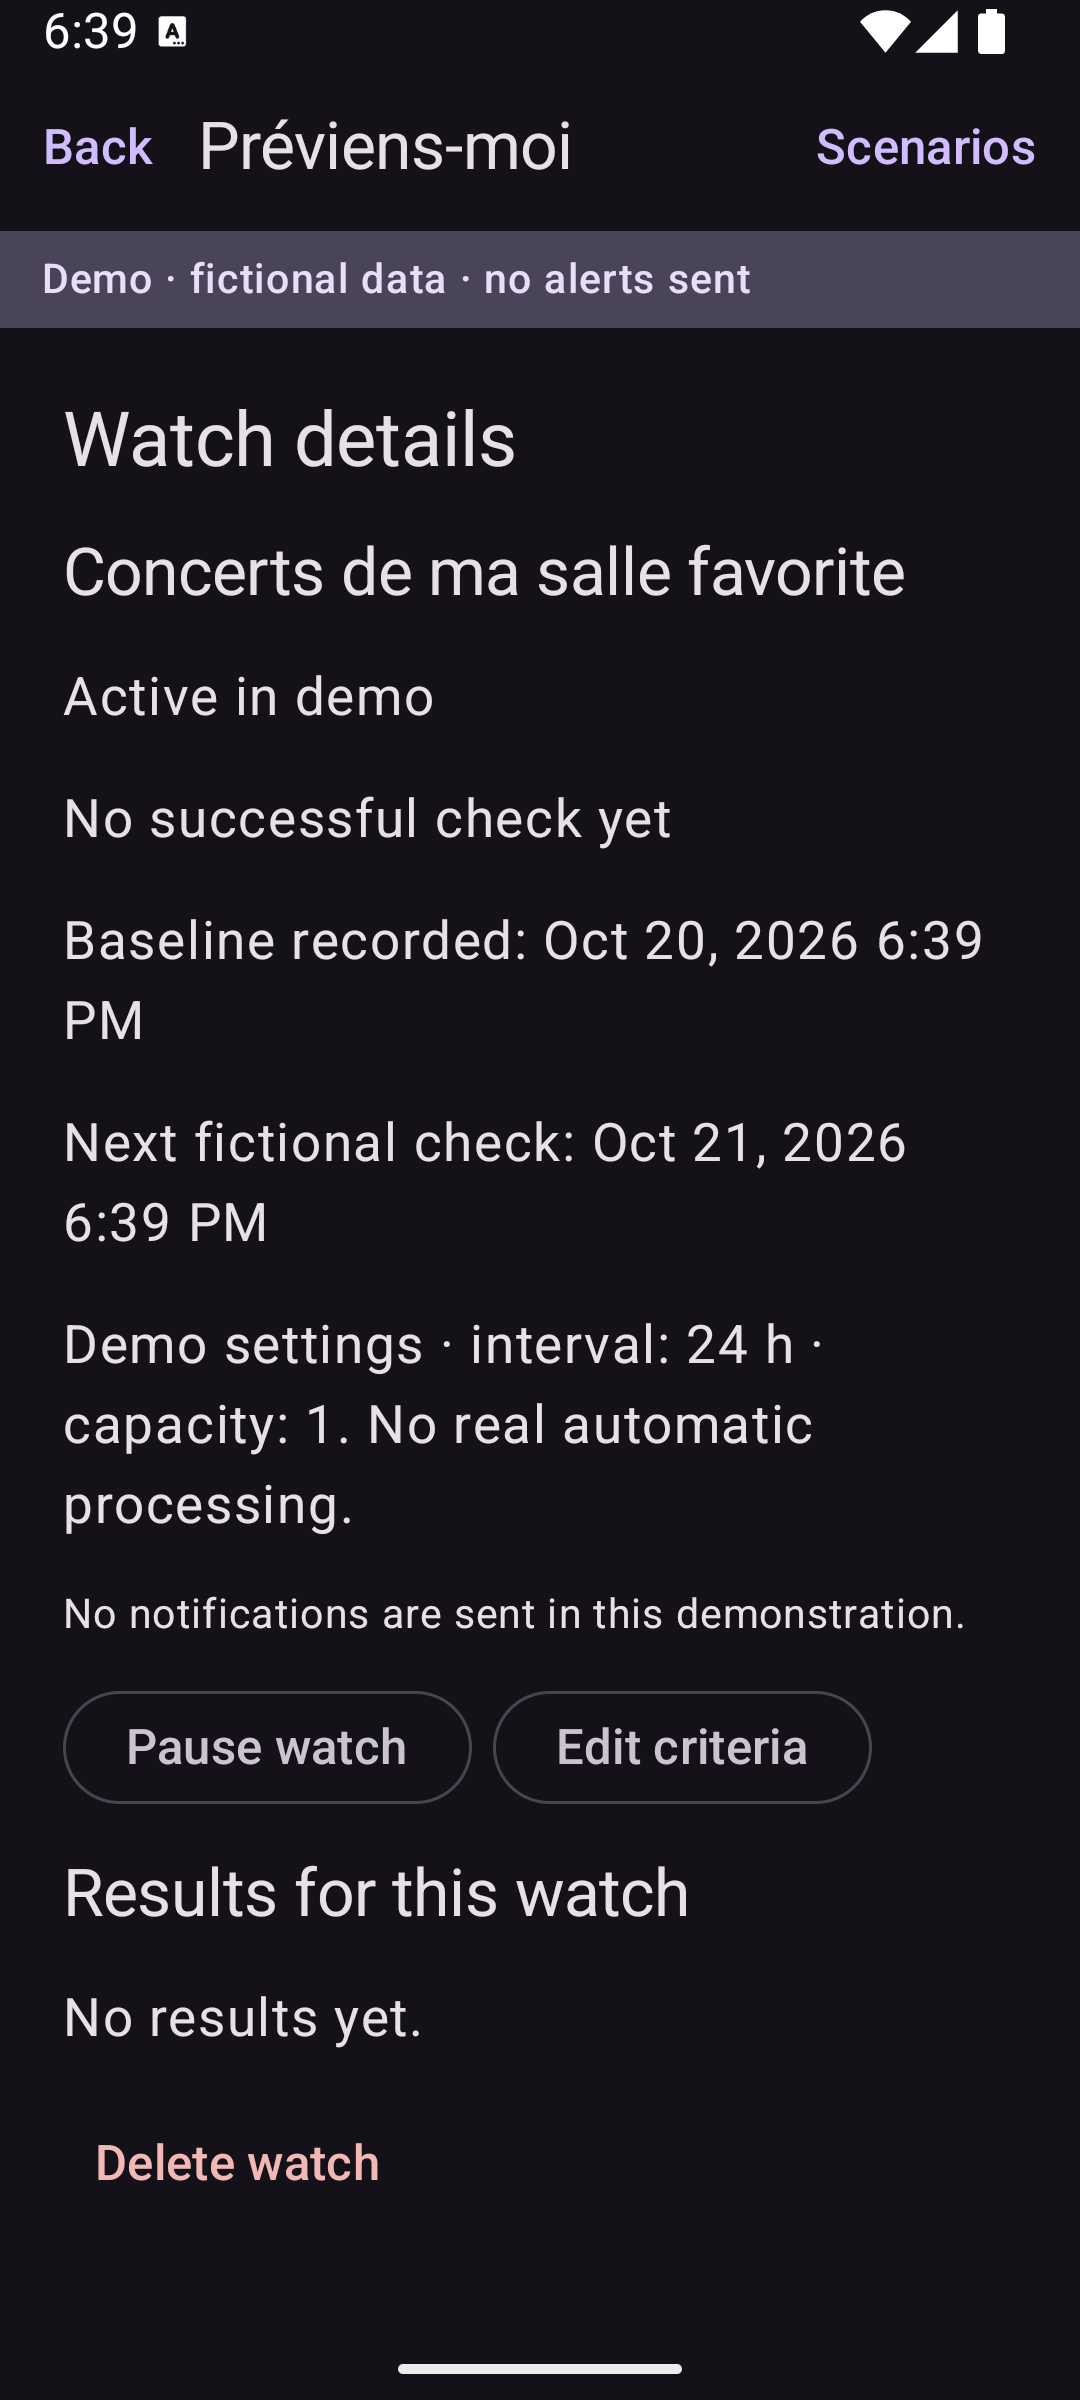 6:39
Back Préviens-moi Scenarios
Demo · fictional data · no alerts sent
Watch details
Concerts de ma salle favorite
Active in demo
No successful check yet
Baseline recorded: Oct 20, 2026 6:39
PM
Next fictional check: Oct 21, 2026
6:39 PM
Demo settings · interval: 24 h ·
capacity: 1. No real automatic
processing.
No notifications are sent in this demonstration.
Pause watch Edit criteria
Results for this watch
No results yet.
Delete watch